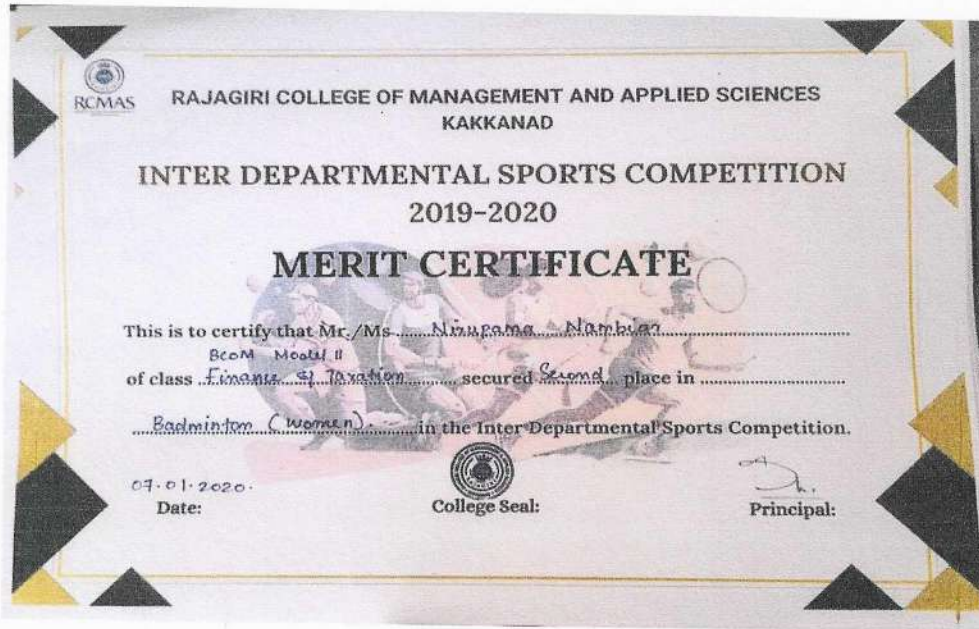 RCMAS
RAJAGIRI COLLEGE OF MANAGEMENT AND APPLIED SCIENCES
KAKKANAD
INTER DEPARTMENTAL SPORTS COMPETITION
2019-2020
MERIT CERTIFICATE
This is to certify that Mr./Ms......Nirupama Nambiar......
BCoM Model II
of class Finance & Taxation secured Second place in ......
Badminton (women). in the Inter Departmental Sports Competition.
07.01.2020.
Date: College Seal: Principal: